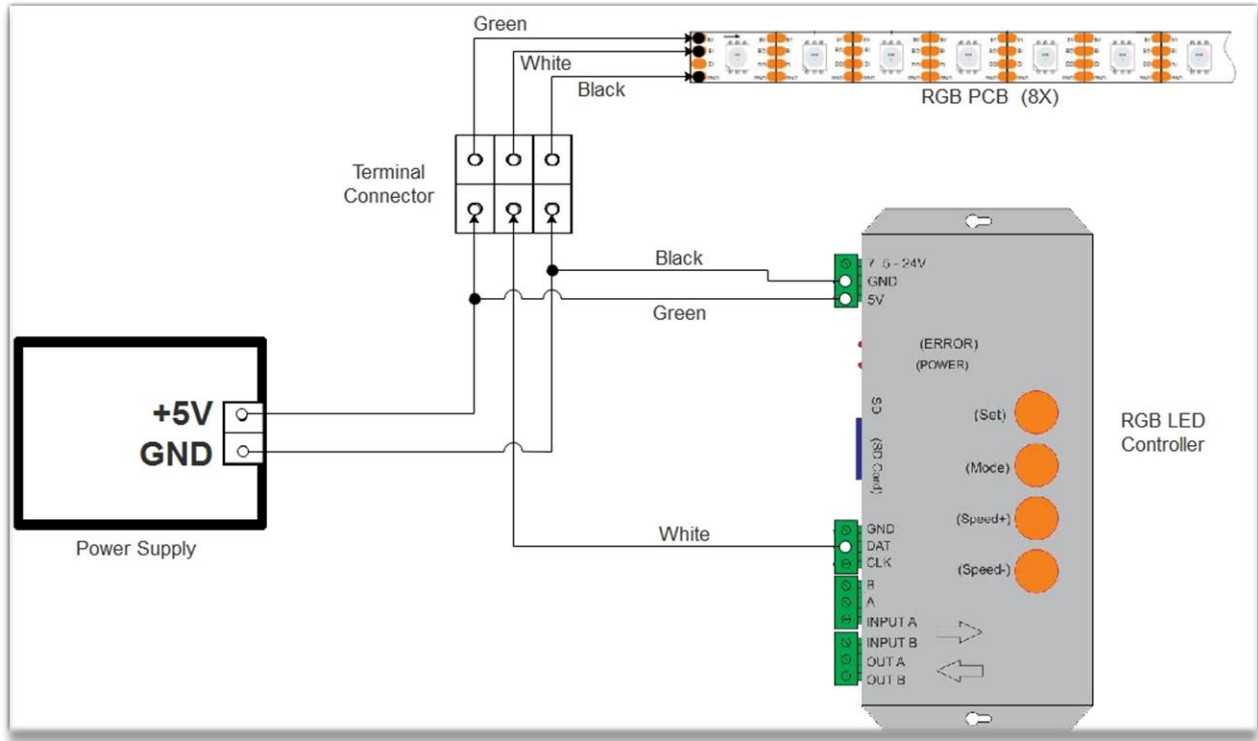 Green
White
Black
RGB PCB (8X)
Terminal
Connector
Black
Green
7.5 - 24V
GND
5V
(ERROR)
(POWER)
SD
(SD Card)
(Set)
(Mode)
(Speed+)
(Speed-)
RGB LED
Controller
+5V
GND
Power Supply
White
GND
DAT
CLK
B
A
INPUT A
INPUT B
OUT A
OUT B